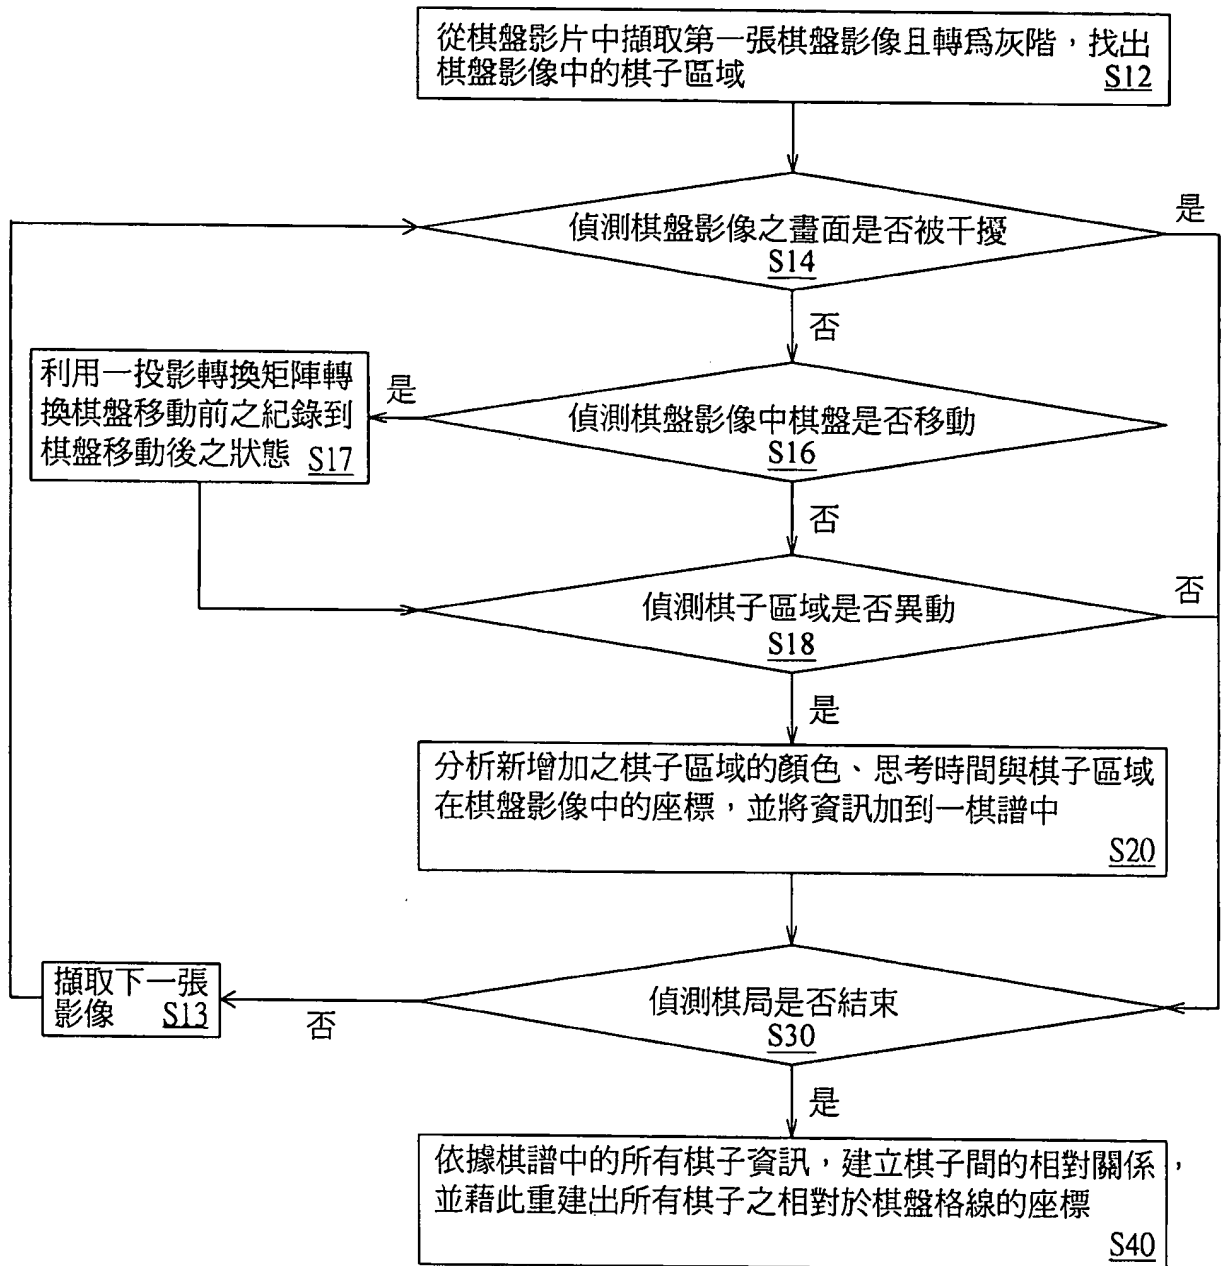 從棋盤影片中擷取第一張棋盤影像且轉為灰階，找出
棋盤影像中的棋子區域 S12
偵測棋盤影像之畫面是否被干擾
S14
是
否
利用一投影轉換矩陣轉
換棋盤移動前之紀錄到
棋盤移動後之狀態 S17
是
偵測棋盤影像中棋盤是否移動
S16
否
偵測棋子區域是否異動
S18
否
是
分析新增加之棋子區域的顏色、思考時間與棋子區域
在棋盤影像中的座標，並將資訊加到一棋譜中
S20
擷取下一張
影像 S13
否
偵測棋局是否結束
S30
是
依據棋譜中的所有棋子資訊，建立棋子間的相對關係，
並藉此重建出所有棋子之相對於棋盤格線的座標
S40